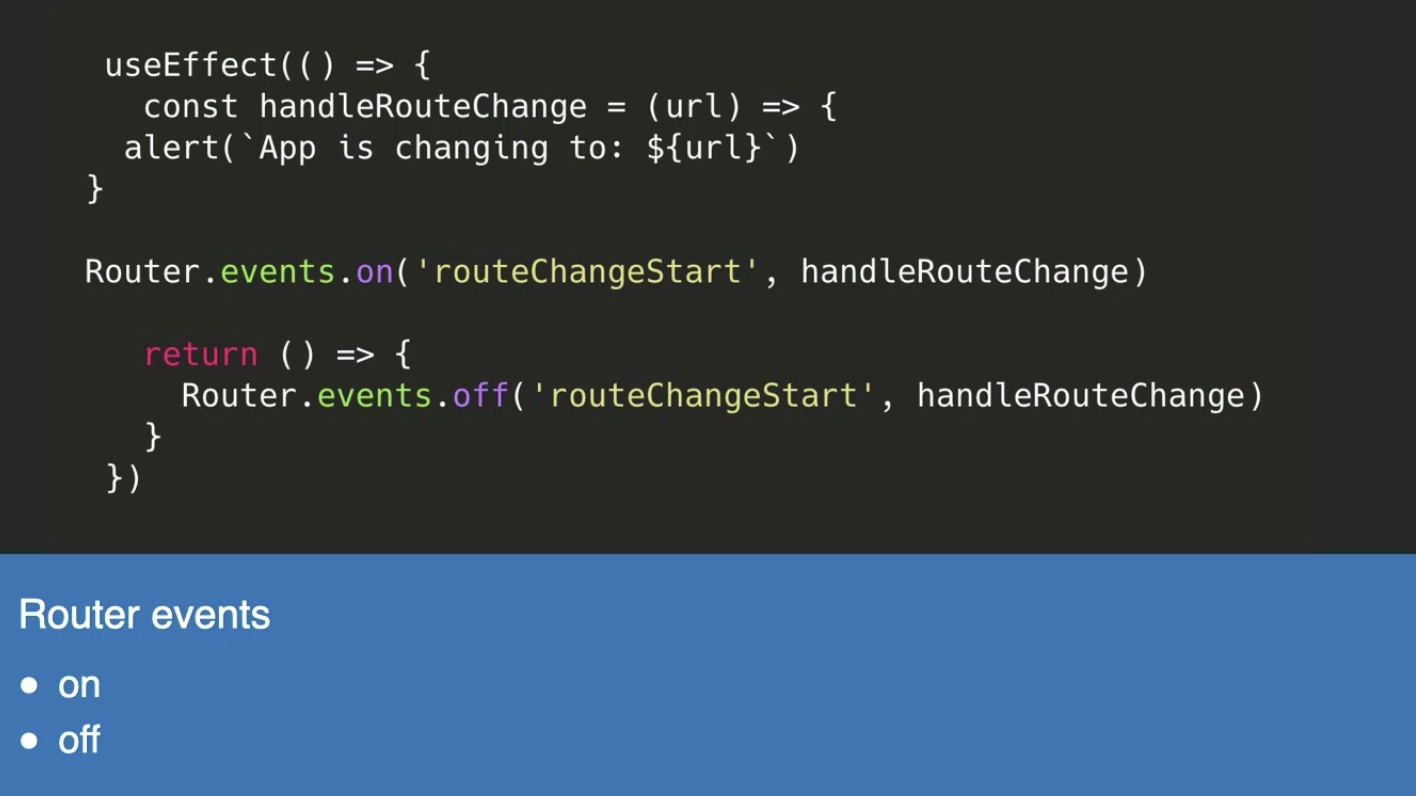 useEffect(() => {
const handleRouteChange = (url) => {
alert(`App is changing to: ${url}`)
}
Router.events.on('routeChangeStart', handleRouteChange)
return () => {
Router.events.off('routeChangeStart', handleRouteChange)
}
})
Router events
● on
● off